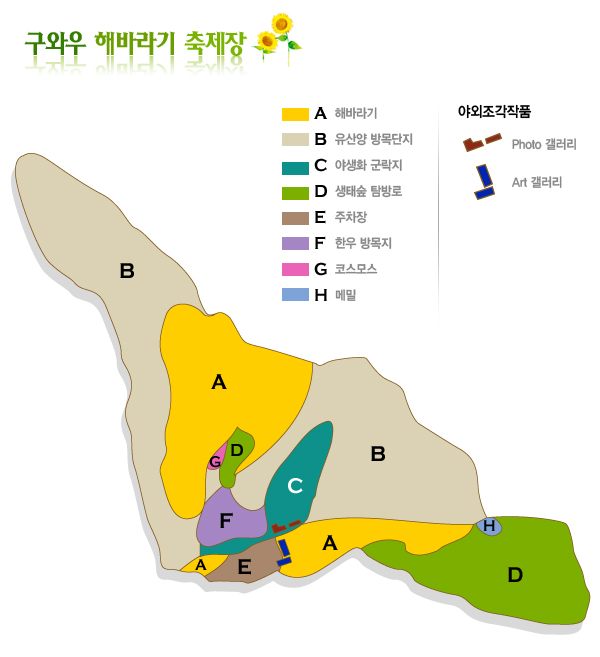 구와우 해바라기 축제장
A 해바라기
B 유산양 방목단지
C 야생화 군락지
D 생태숲 탐방로
E 주차장
F 한우 방목지
G 코스모스
H 메밀
야외조각작품
Photo 갤러리
Art 갤러리
B
A
B
D
G
C
F
H
A
A
E
D